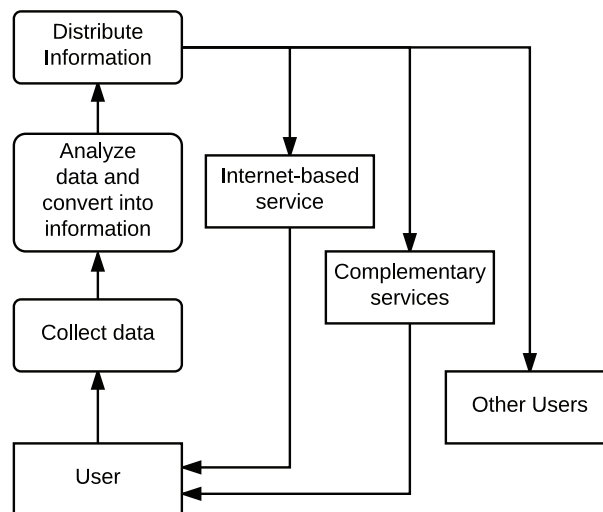 Distribute
Information
Analyze
data and
convert into
information
Internet-based
service
Complementary
services
Collect data
Other Users
User